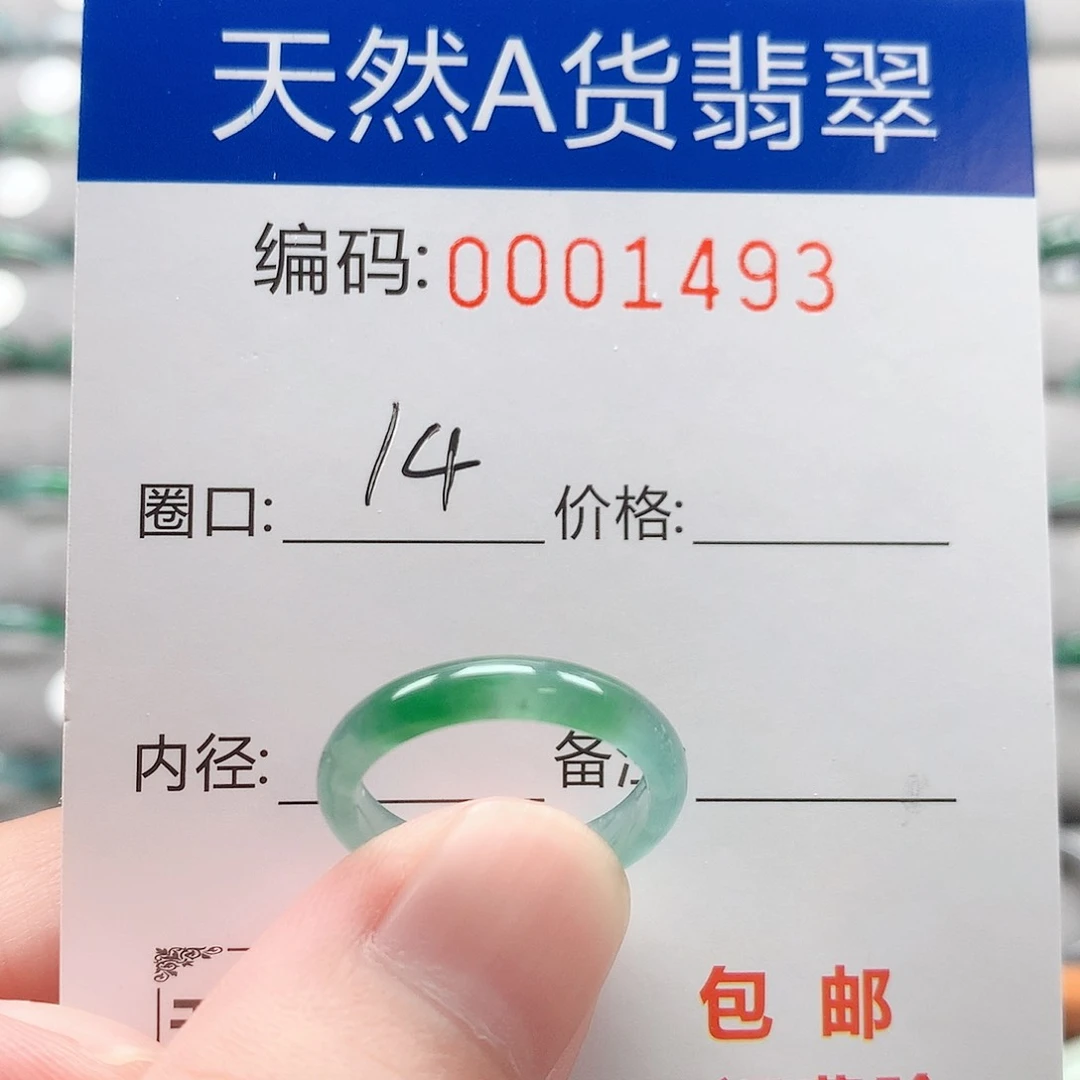 天然A货翡翠
编码:0001493
圈口: 14 价格:
内径: 备
包邮